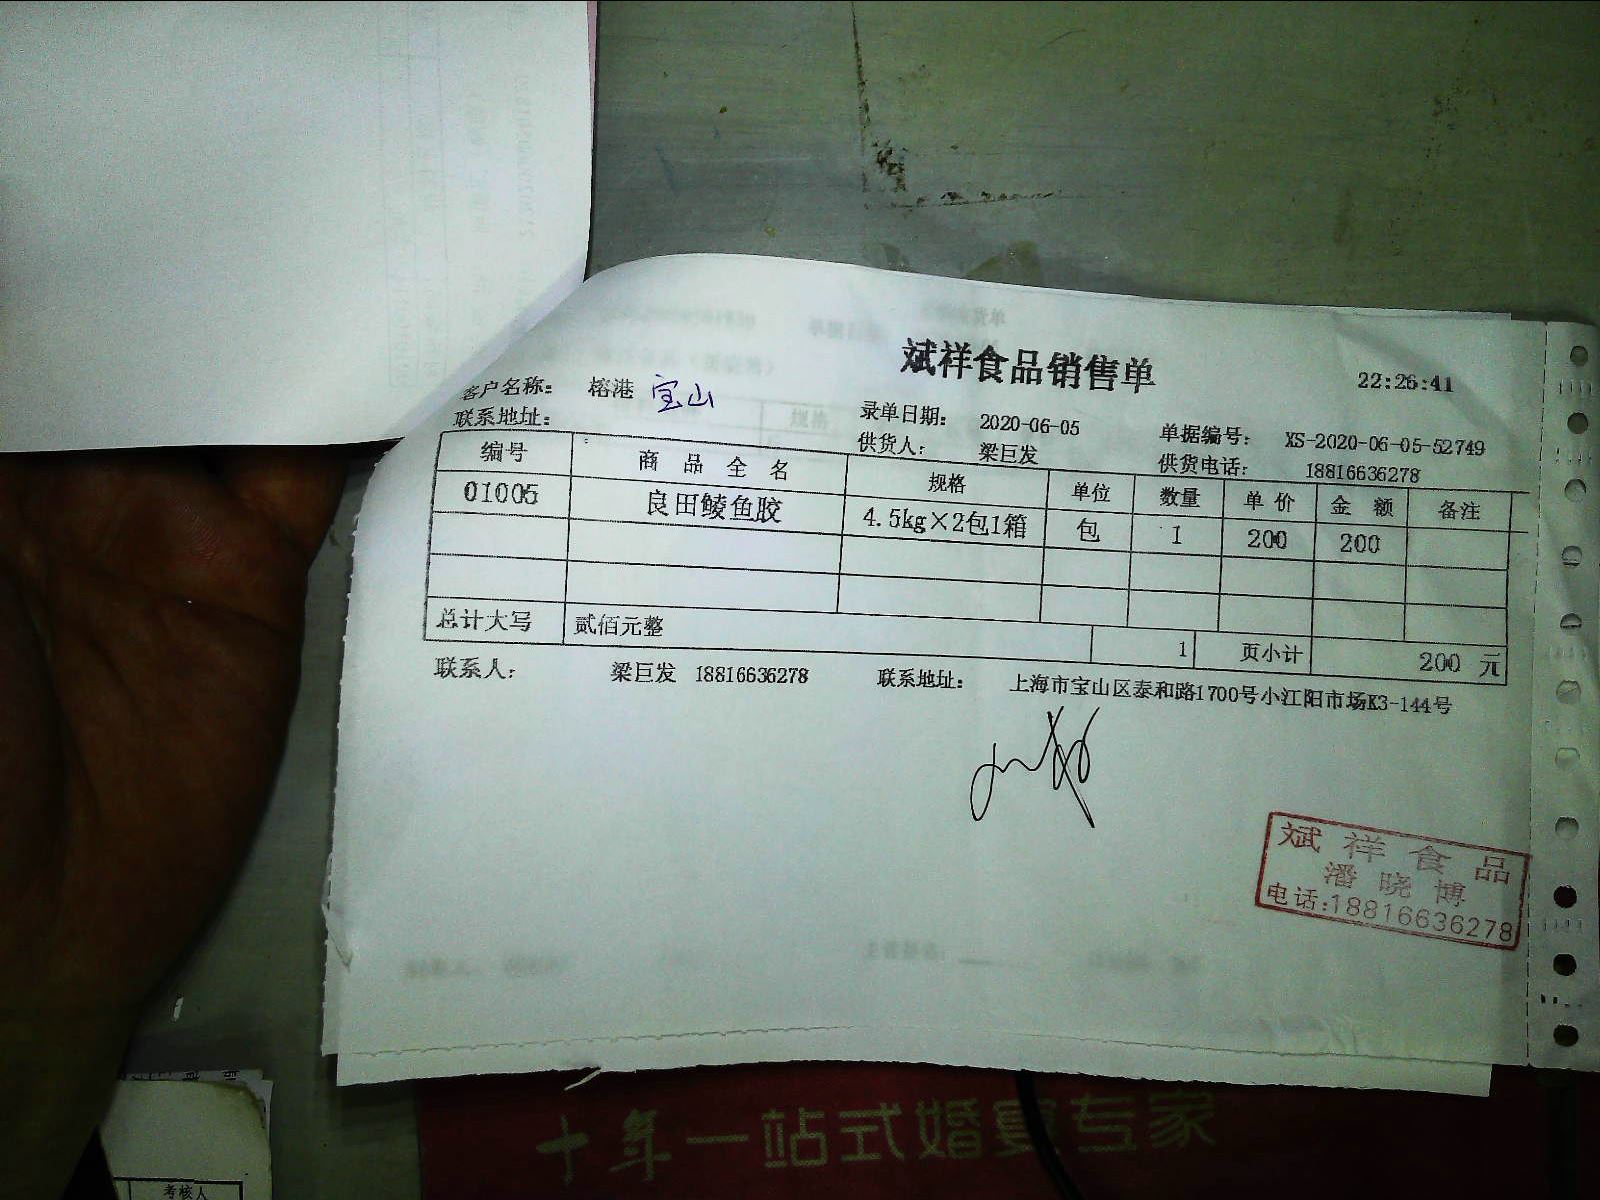 斌祥食品销售单
22:26:41
客户名称： 榕港 宝山 录单日期： 2020-06-05 单据编号： XS-2020-06-05-52749
联系地址： 供货人： 梁巨发 供货电话： 18816636278
编号 商品全名 规格 单位 数量 单价 金额 备注
01005 良田鲮鱼胶 4.5kg×2包1箱 包 1 200 200
总计大写 贰佰元整 1 页小计 200 元
联系人： 梁巨发 18816636278 联系地址： 上海市宝山区泰和路1700号小江阳市场K3-144号
斌祥食品
潘晓博
电话:18816636278
十年一站式婚宴专家
考核人